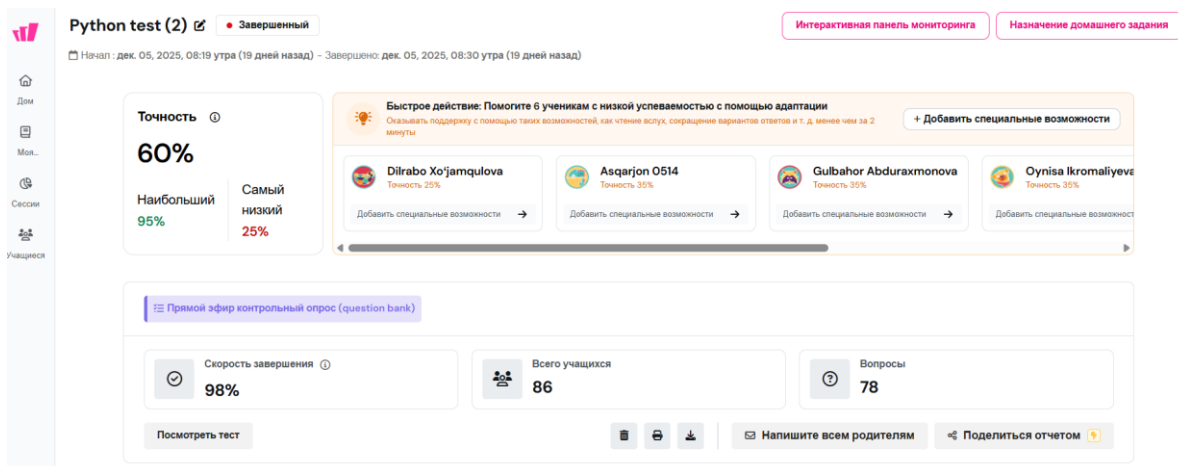 Python test (2)
Завершенный
Интерактивная панель мониторинга
Назначение домашнего задания
Начал : дек. 05, 2025, 08:19 утра (19 дней назад) – Завершено: дек. 05, 2025, 08:30 утра (19 дней назад)
Дом
Моя...
Сессии
Учащиеся
Точность
60%
Наибольший
95%
Самый
низкий
25%
Быстрое действие: Помогите 6 ученикам с низкой успеваемостью с помощью адаптации
Оказывать поддержку с помощью таких возможностей, как чтение вслух, сокращение вариантов ответов и т. д. менее чем за 2
минуты
+ Добавить специальные возможности
Dilrabo Xo'jamqulova
Точность 25%
Добавить специальные возможности
Asqarjon 0514
Точность 35%
Добавить специальные возможности
Gulbahor Abduraxmonova
Точность 35%
Добавить специальные возможности
Oynisa Ikromaliyeva
Точность 35%
Добавить специальные возможност
Прямой эфир контрольный опрос (question bank)
Скорость завершения
98%
Всего учащихся
86
Вопросы
78
Посмотреть тест
Напишите всем родителям
Поделиться отчетом